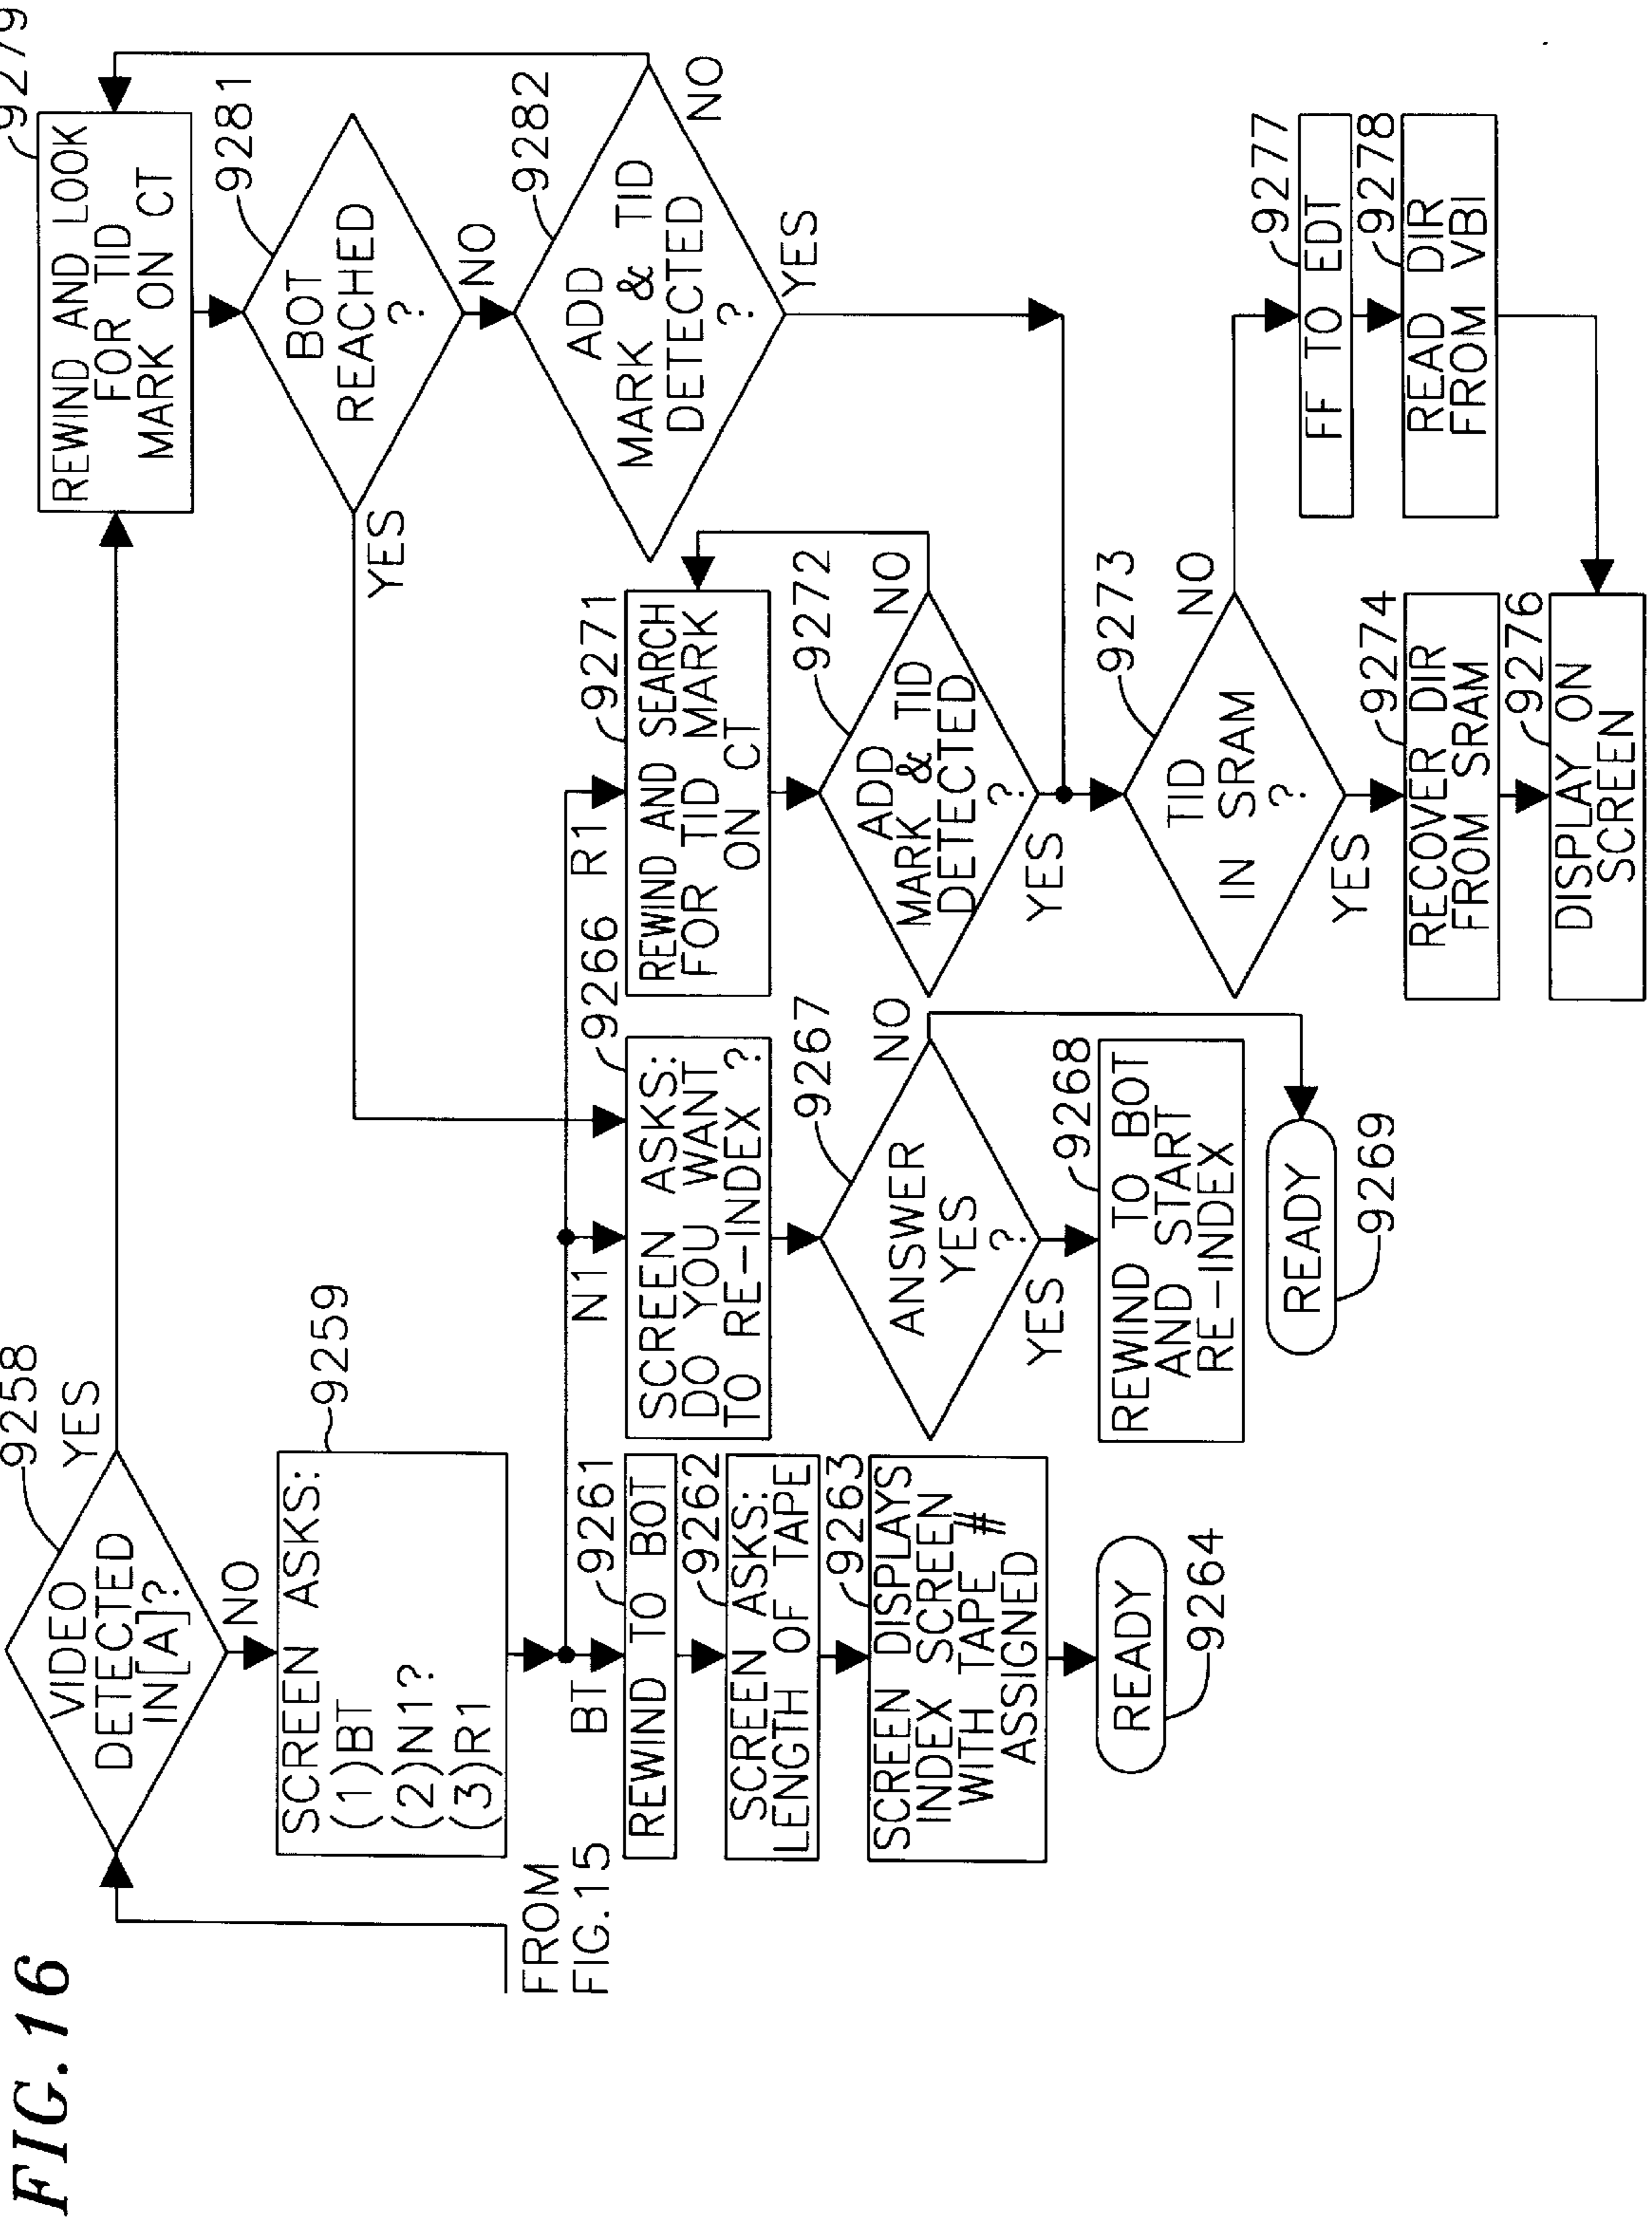 FIG.16
FROM
FIG.15
VIDEO
DETECTED
IN[A]?
9258
YES
NO
SCREEN ASKS:
(1)BT
(2)N1?
(3)R1
9259
BT
9261
REWIND TO BOT
9262
SCREEN ASKS:
LENGTH OF TAPE
9263
SCREEN DISPLAYS
INDEX SCREEN
WITH TAPE #
ASSIGNED
READY
9264
N1
9266
SCREEN ASKS:
DO YOU WANT
TO RE-INDEX ?
9267
ANSWER
YES
?
NO
YES
9268
REWIND TO BOT
AND START
RE-INDEX
READY
9269
R1
9271
REWIND AND SEARCH
FOR TID MARK
ON CT
9272
ADD
MARK & TID
DETECTED
?
NO
YES
9273
TID
IN SRAM
?
NO
YES
9274
RECOVER DIR
FROM SRAM
9276
DISPLAY ON
SCREEN
9277
FF TO EDT
9278
READ DIR
FROM VBI
9279
REWIND AND LOOK
FOR TID
MARK ON CT
9281
BOT
REACHED
?
YES
NO
9282
ADD
MARK & TID
DETECTED
?
NO
YES